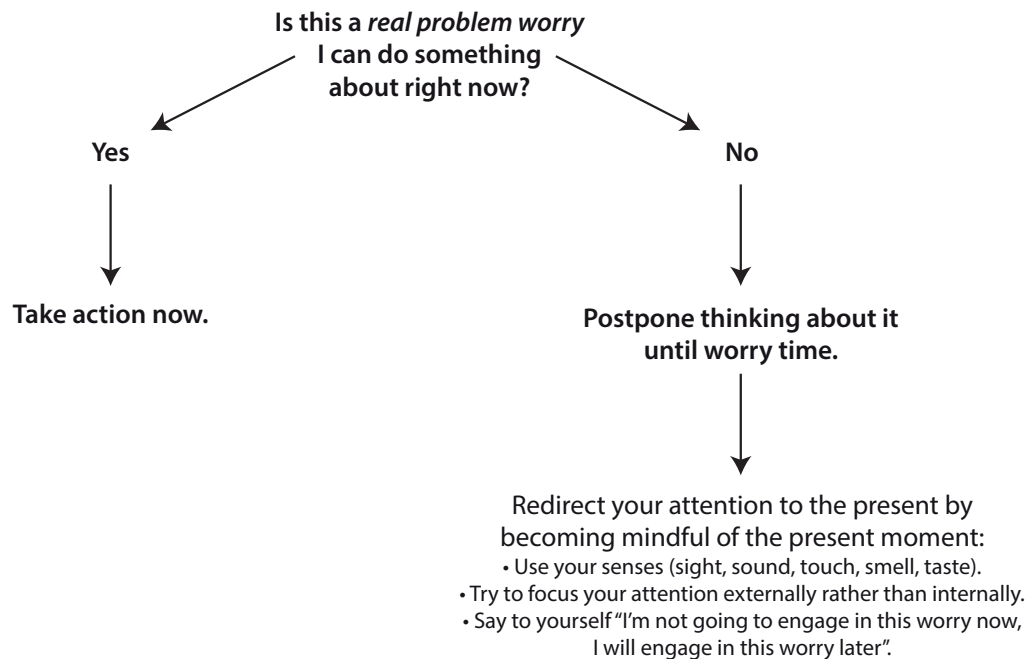 Is this a real problem worry
I can do something
about right now?
Yes
No
Take action now.
Postpone thinking about it
until worry time.
Redirect your attention to the present by
becoming mindful of the present moment:
• Use your senses (sight, sound, touch, smell, taste).
• Try to focus your attention externally rather than internally.
• Say to yourself “I’m not going to engage in this worry now,
I will engage in this worry later”.